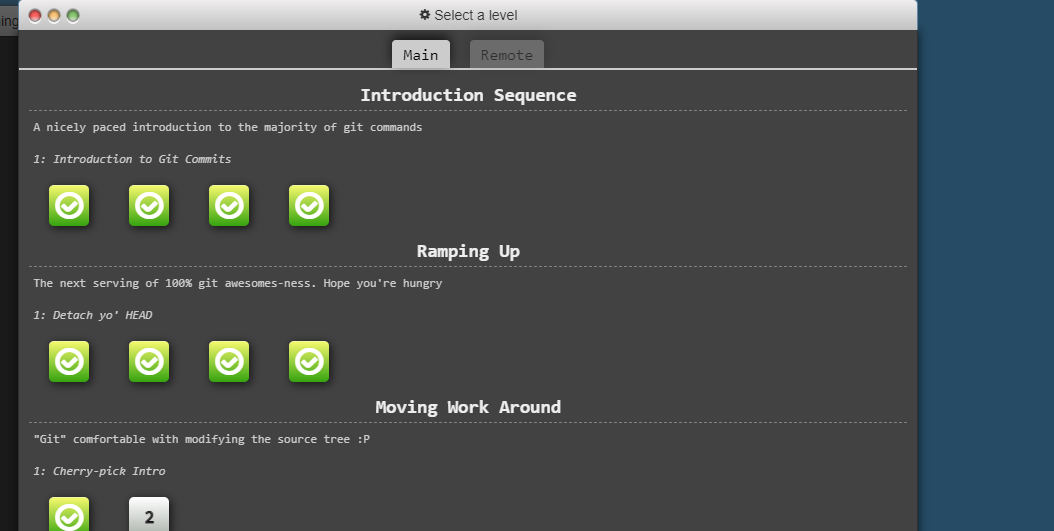 ing
Select a level
Main
Remote
Introduction Sequence
A nicely paced introduction to the majority of git commands
1: Introduction to Git Commits
Ramping Up
The next serving of 100% git awesomes-ness. Hope you're hungry
1: Detach yo' HEAD
Moving Work Around
"Git" comfortable with modifying the source tree :P
1: Cherry-pick Intro
2